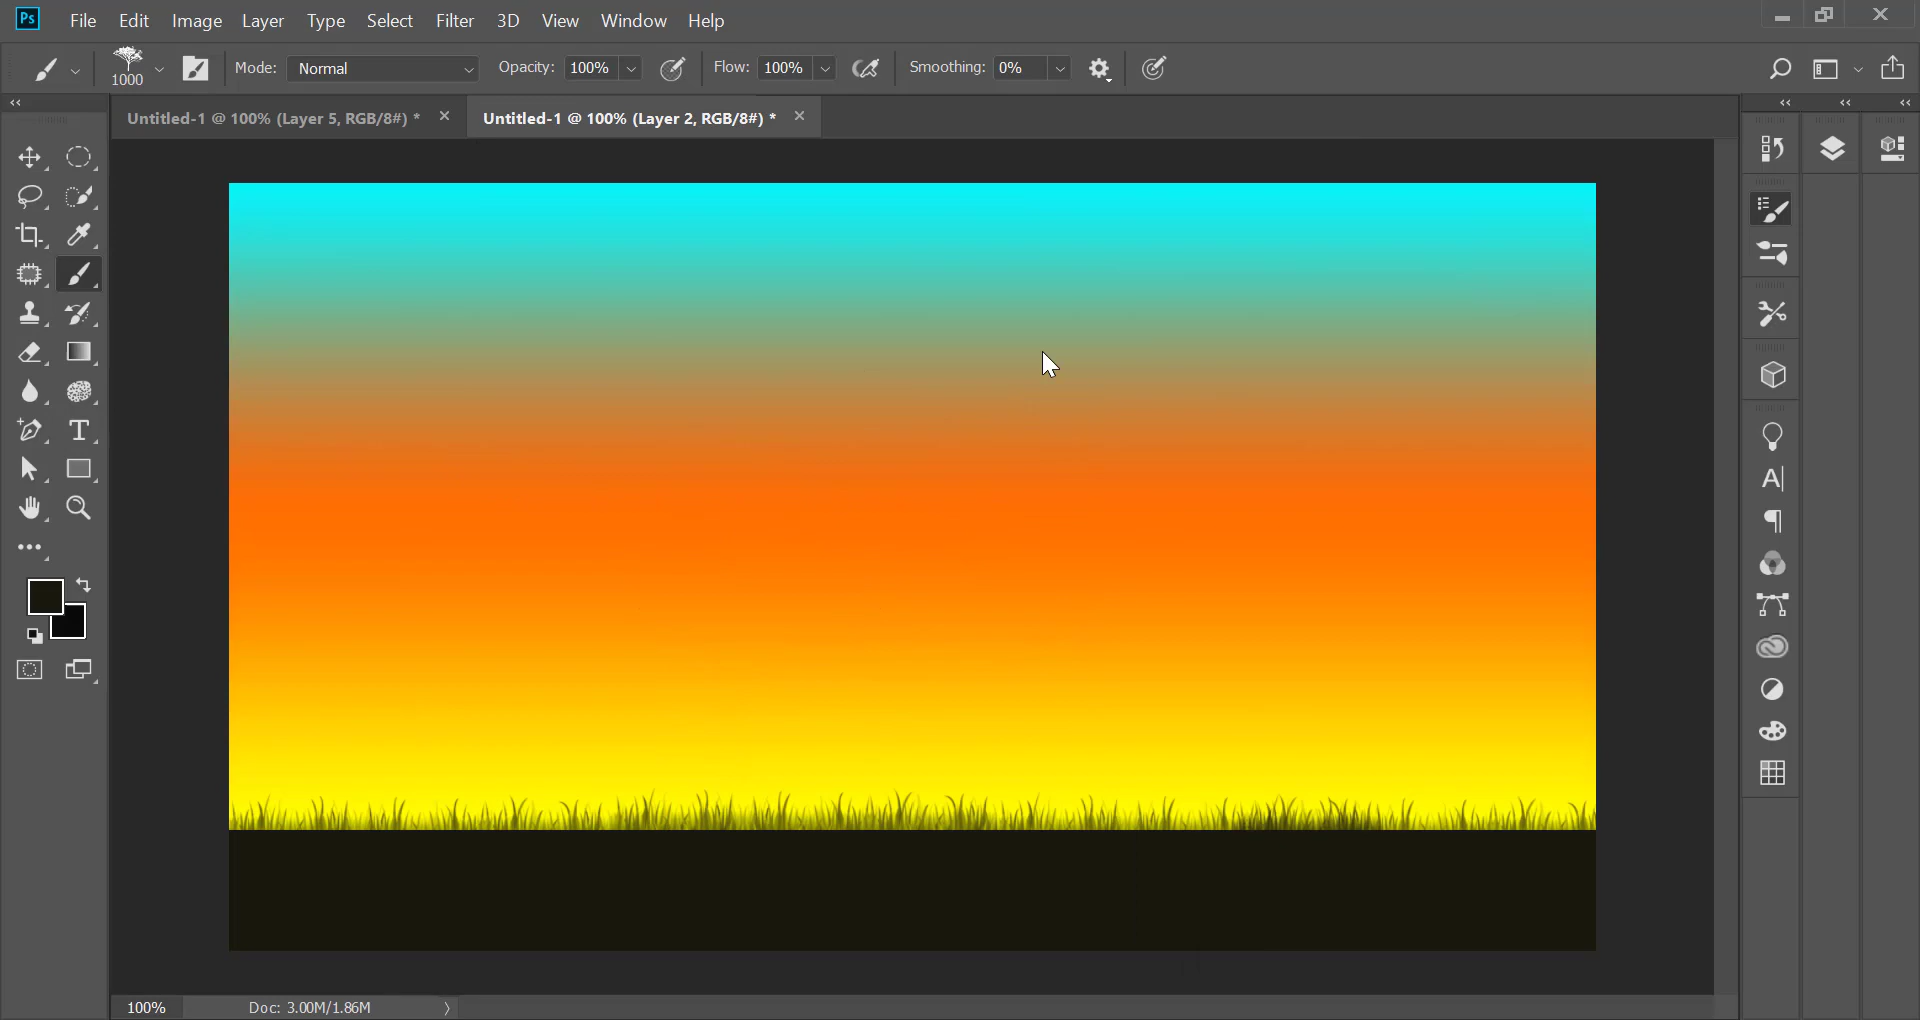 Ps File Edit Image Layer Type Select Filter 3D View Window Help
1000 Mode: Normal Opacity: 100% Flow: 100% Smoothing: 0%
Untitled-1 @ 100% (Layer 5, RGB/8#) * Untitled-1 @ 100% (Layer 2, RGB/8#) *
100% Doc: 3.00M/1.86M